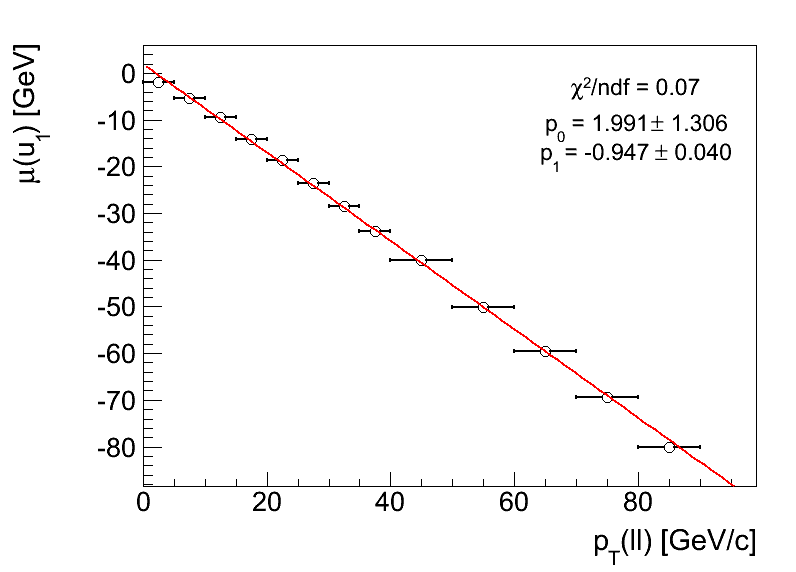 μ(u₁) [GeV]
0
-10
-20
-30
-40
-50
-60
-70
-80
χ²/ndf = 0.07
p₀ = 1.991± 1.306
p₁ = -0.947 ± 0.040
0 20 40 60 80
p_T(ll) [GeV/c]